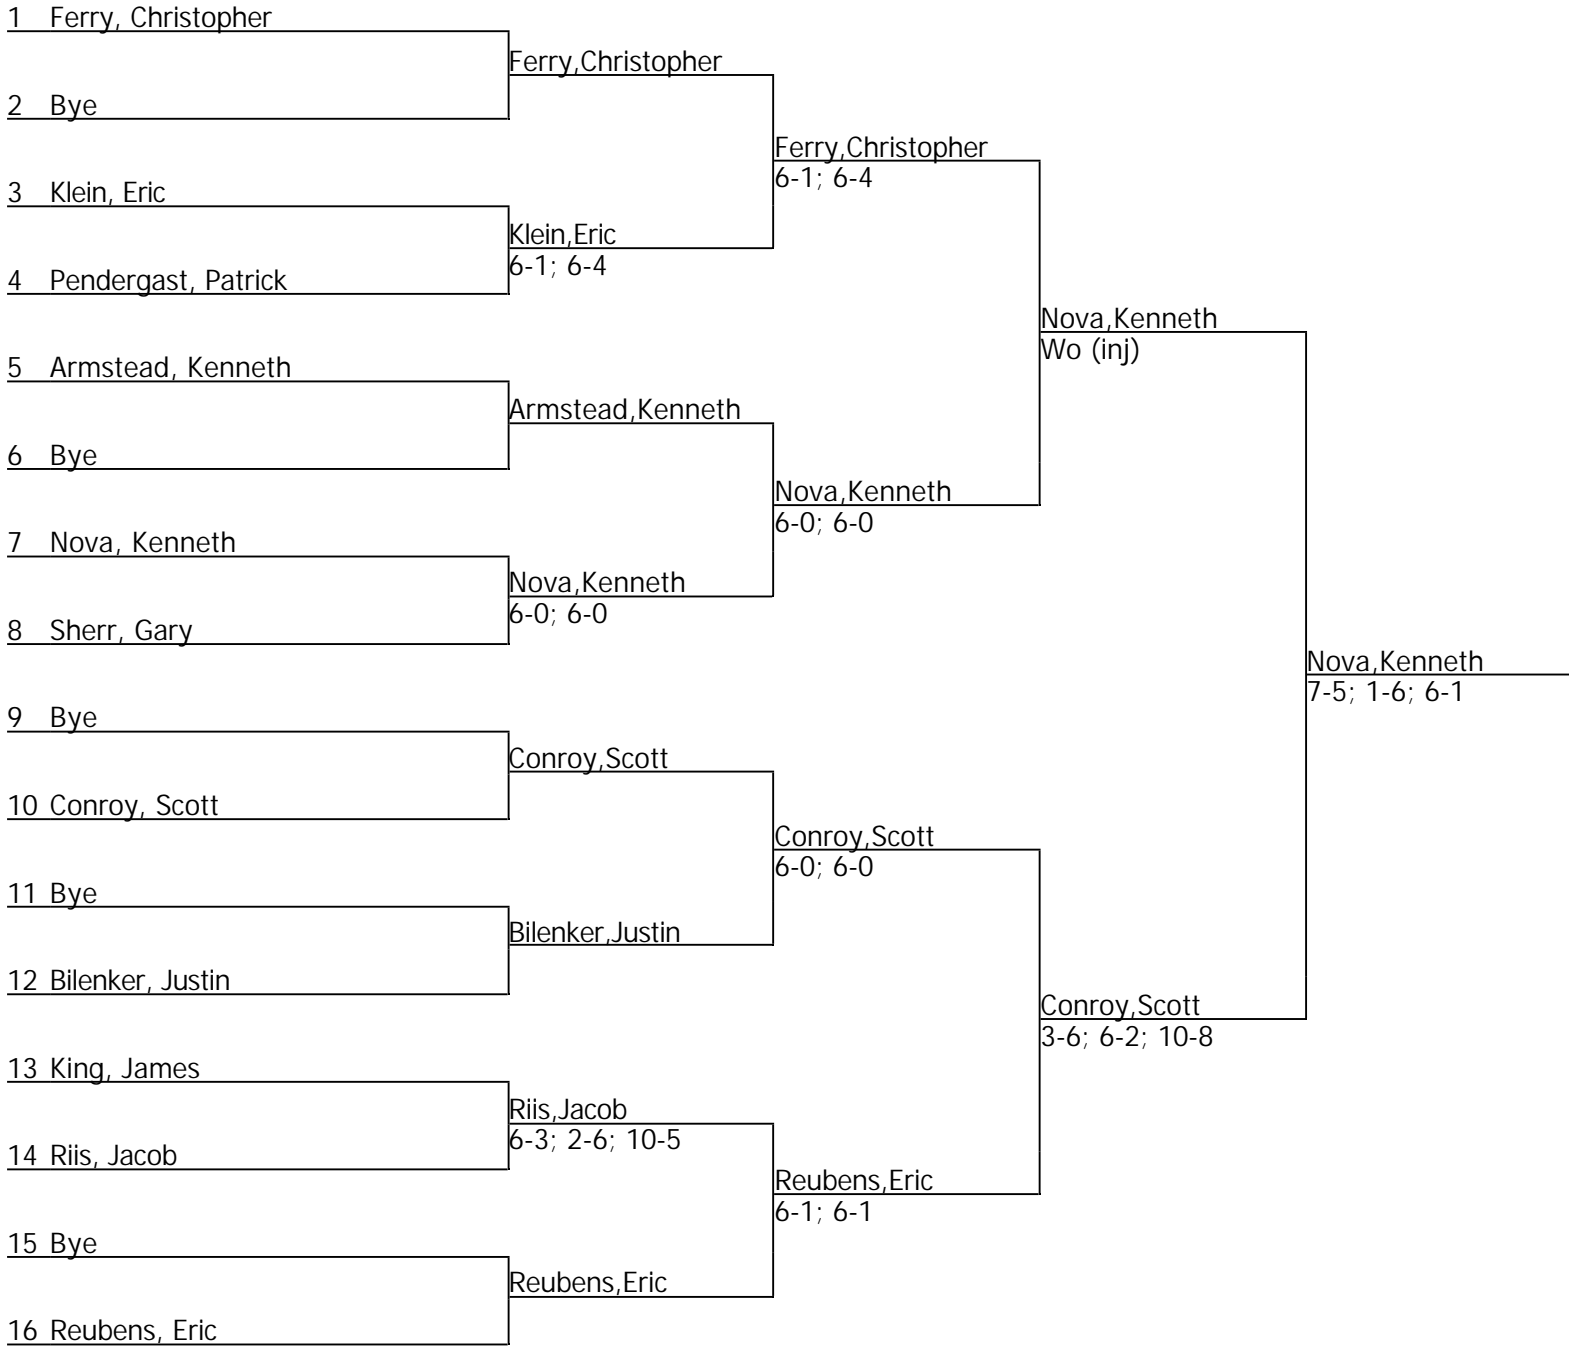 1 Ferry, Christopher
2 Bye
3 Klein, Eric
4 Pendergast, Patrick
5 Armstead, Kenneth
6 Bye
7 Nova, Kenneth
8 Sherr, Gary
9 Bye
10 Conroy, Scott
11 Bye
12 Bilenker, Justin
13 King, James
14 Riis, Jacob
15 Bye
16 Reubens, Eric
Ferry,Christopher
Klein,Eric
6-1; 6-4
Armstead,Kenneth
Nova,Kenneth
6-0; 6-0
Conroy,Scott
Bilenker,Justin
Riis,Jacob
6-3; 2-6; 10-5
Reubens,Eric
Ferry,Christopher
6-1; 6-4
Nova,Kenneth
6-0; 6-0
Conroy,Scott
6-0; 6-0
Reubens,Eric
6-1; 6-1
Nova,Kenneth
Wo (inj)
Conroy,Scott
3-6; 6-2; 10-8
Nova,Kenneth
7-5; 1-6; 6-1